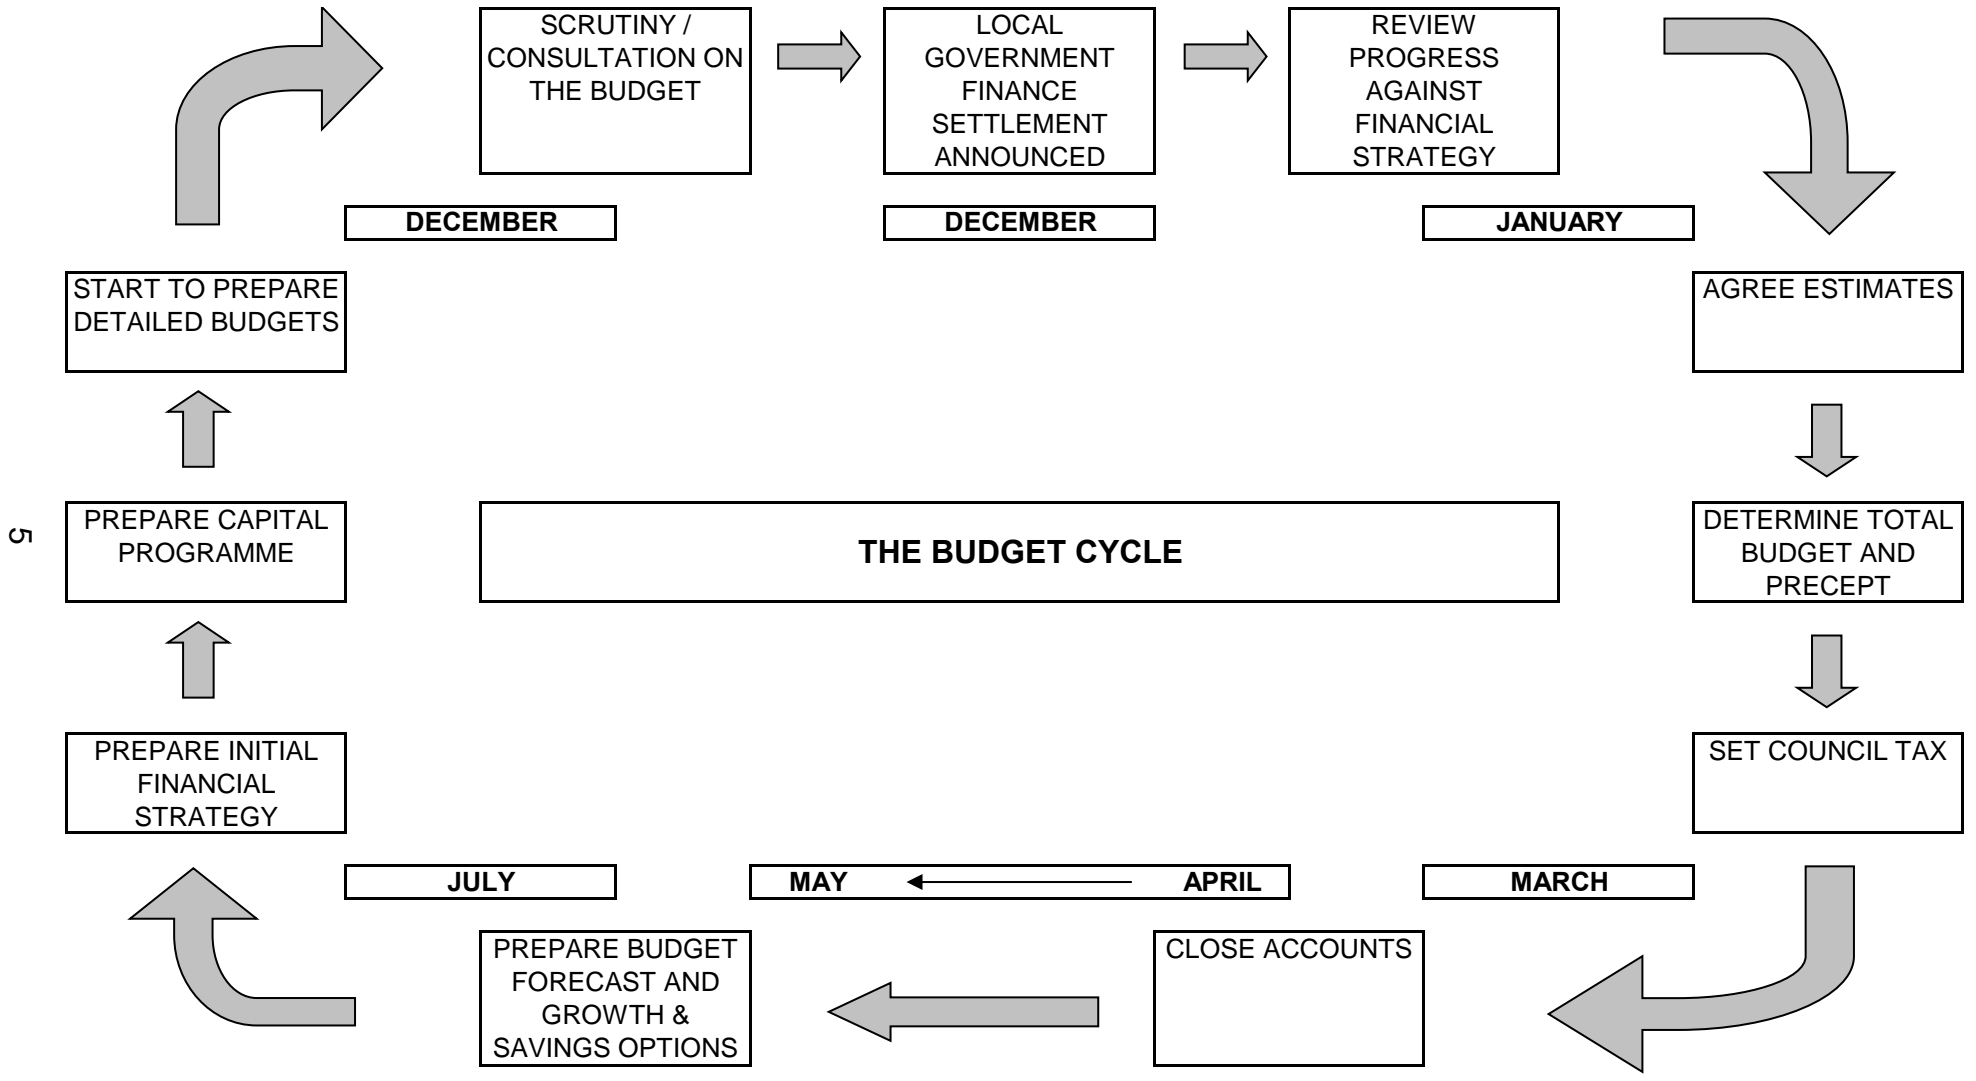 SCRUTINY /
CONSULTATION ON
THE BUDGET
LOCAL
GOVERNMENT
FINANCE
SETTLEMENT
ANNOUNCED
REVIEW
PROGRESS
AGAINST
FINANCIAL
STRATEGY
DECEMBER
DECEMBER
JANUARY
START TO PREPARE
DETAILED BUDGETS
AGREE ESTIMATES
PREPARE CAPITAL
PROGRAMME
THE BUDGET CYCLE
DETERMINE TOTAL
BUDGET AND
PRECEPT
5
PREPARE INITIAL
FINANCIAL
STRATEGY
SET COUNCIL TAX
JULY
MAY
APRIL
MARCH
PREPARE BUDGET
FORECAST AND
GROWTH &
SAVINGS OPTIONS
CLOSE ACCOUNTS